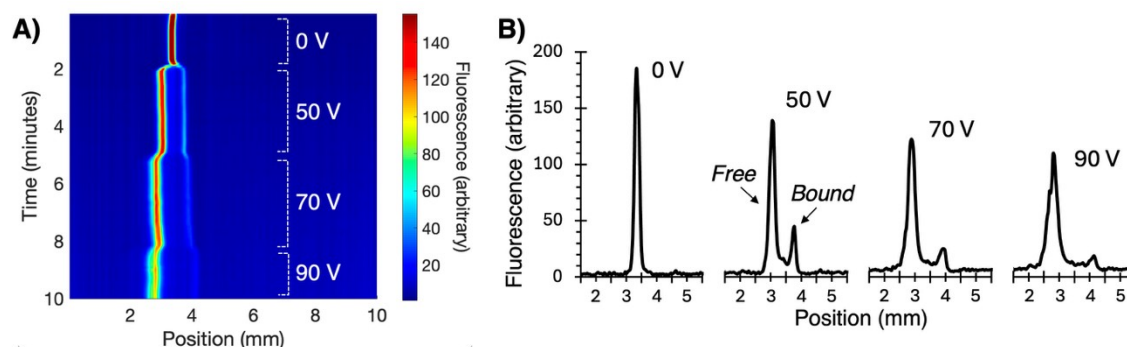 A)
0 V
50 V
70 V
90 V
2
4
6
8
10
Time (minutes)
2
4
6
8
10
Position (mm)
140
120
100
80
60
40
20
Fluorescence (arbitrary)
B)
200
150
100
50
0
Fluorescence (arbitrary)
0 V
50 V
70 V
90 V
Free
Bound
2 3 4 5
2 3 4 5
2 3 4 5
2 3 4 5
Position (mm)